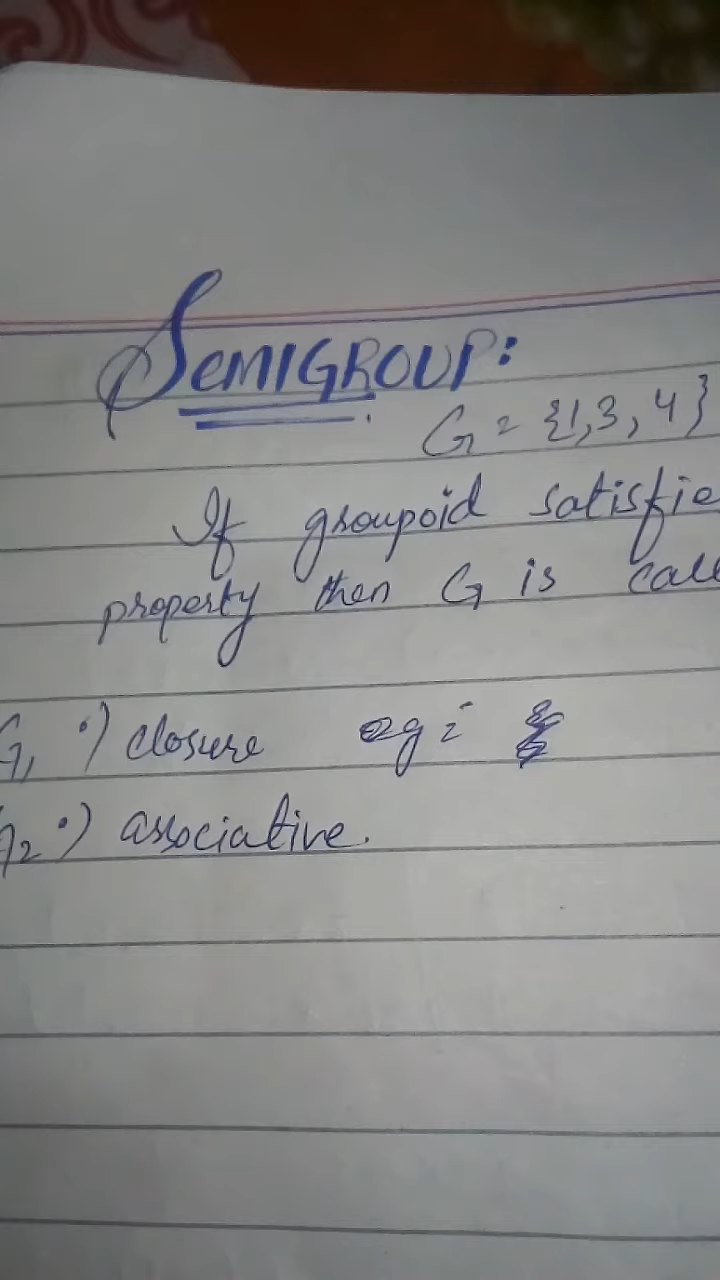 SEMIGROUP:
G = {1,3,4}
If groupoid satisfie
property then G is call
G1 •) closure eg:
G2 •) associative.